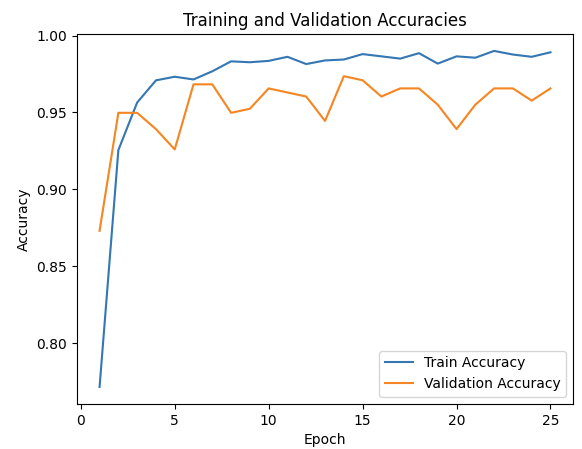 Training and Validation Accuracies
1.00
0.95
0.90
0.85
0.80
Accuracy
0
5
10
15
20
25
Epoch
Train Accuracy
Validation Accuracy